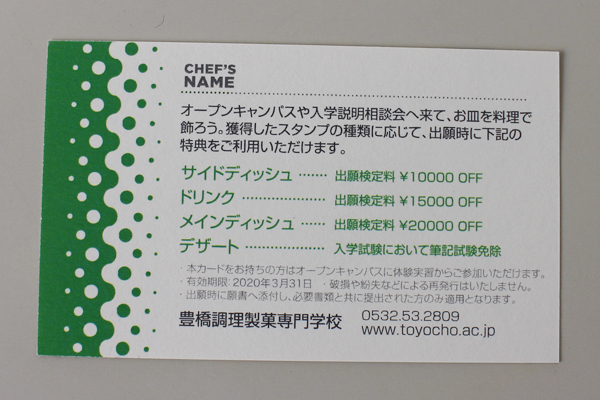 CHEF'S
NAME
オープンキャンパスや入学説明相談会へ来て、お皿を料理で
飾ろう。獲得したスタンプの種類に応じて、出願時に下記の
特典をご利用いただけます。
サイドディッシュ ······· 出願検定料 ¥10000 OFF
ドリンク ···················· 出願検定料 ¥15000 OFF
メインディッシュ ······· 出願検定料 ¥20000 OFF
デザート ···················· 入学試験において筆記試験免除
・本カードをお持ちの方はオープンキャンパスに体験実習からご参加いただけます。
・有効期限: 2020年3月31日 ・破損や紛失などによる再発行はいたしません。
・出願時に願書へ添付し、必要書類と共に提出された方のみ適用となります。
豊橋調理製菓専門学校 0532.53.2809
www.toyocho.ac.jp